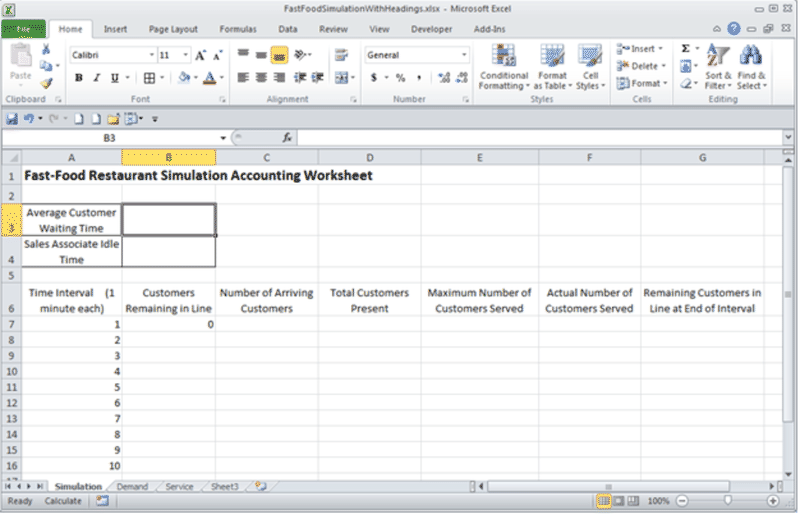 FastFoodSimulationWithHeadings.xlsx - Microsoft Excel
File Home Insert Page Layout Formulas Data Review View Developer Add-Ins
Paste
Calibri 11 A A
B I U A
General
$ % ,
Conditional Formatting
Format as Table
Cell Styles
Insert
Delete
Format
Σ
Sort & Filter
Find & Select
Clipboard Font Alignment Number Styles Cells Editing
B3 fx
A B C D E F G
1 Fast-Food Restaurant Simulation Accounting Worksheet
2
Average Customer
3 Waiting Time
Sales Associate Idle
4 Time
5
Time Interval (1 Customers Number of Arriving Total Customers Maximum Number of Actual Number of Remaining Customers in
6 minute each) Remaining in Line Customers Present Customers Served Customers Served Line at End of Interval
7 1 0
8 2
9 3
10 4
11 5
12 6
13 7
14 8
15 9
16 10
Simulation Demand Service Sheet3
Ready Calculate 100%